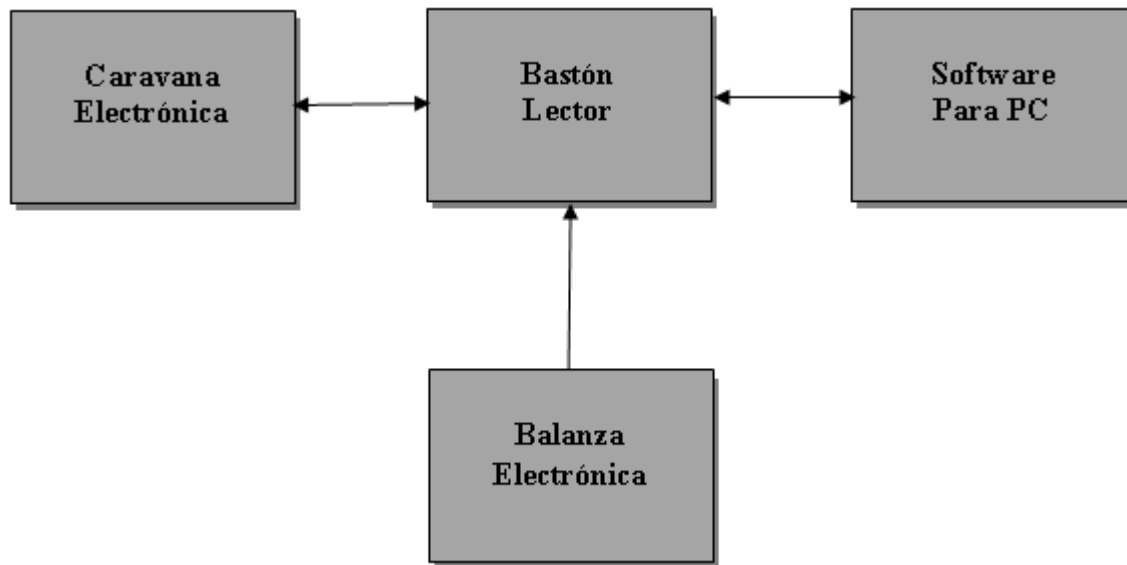 Caravana
Electrónica
Bastón
Lector
Software
Para PC
Balanza
Electrónica